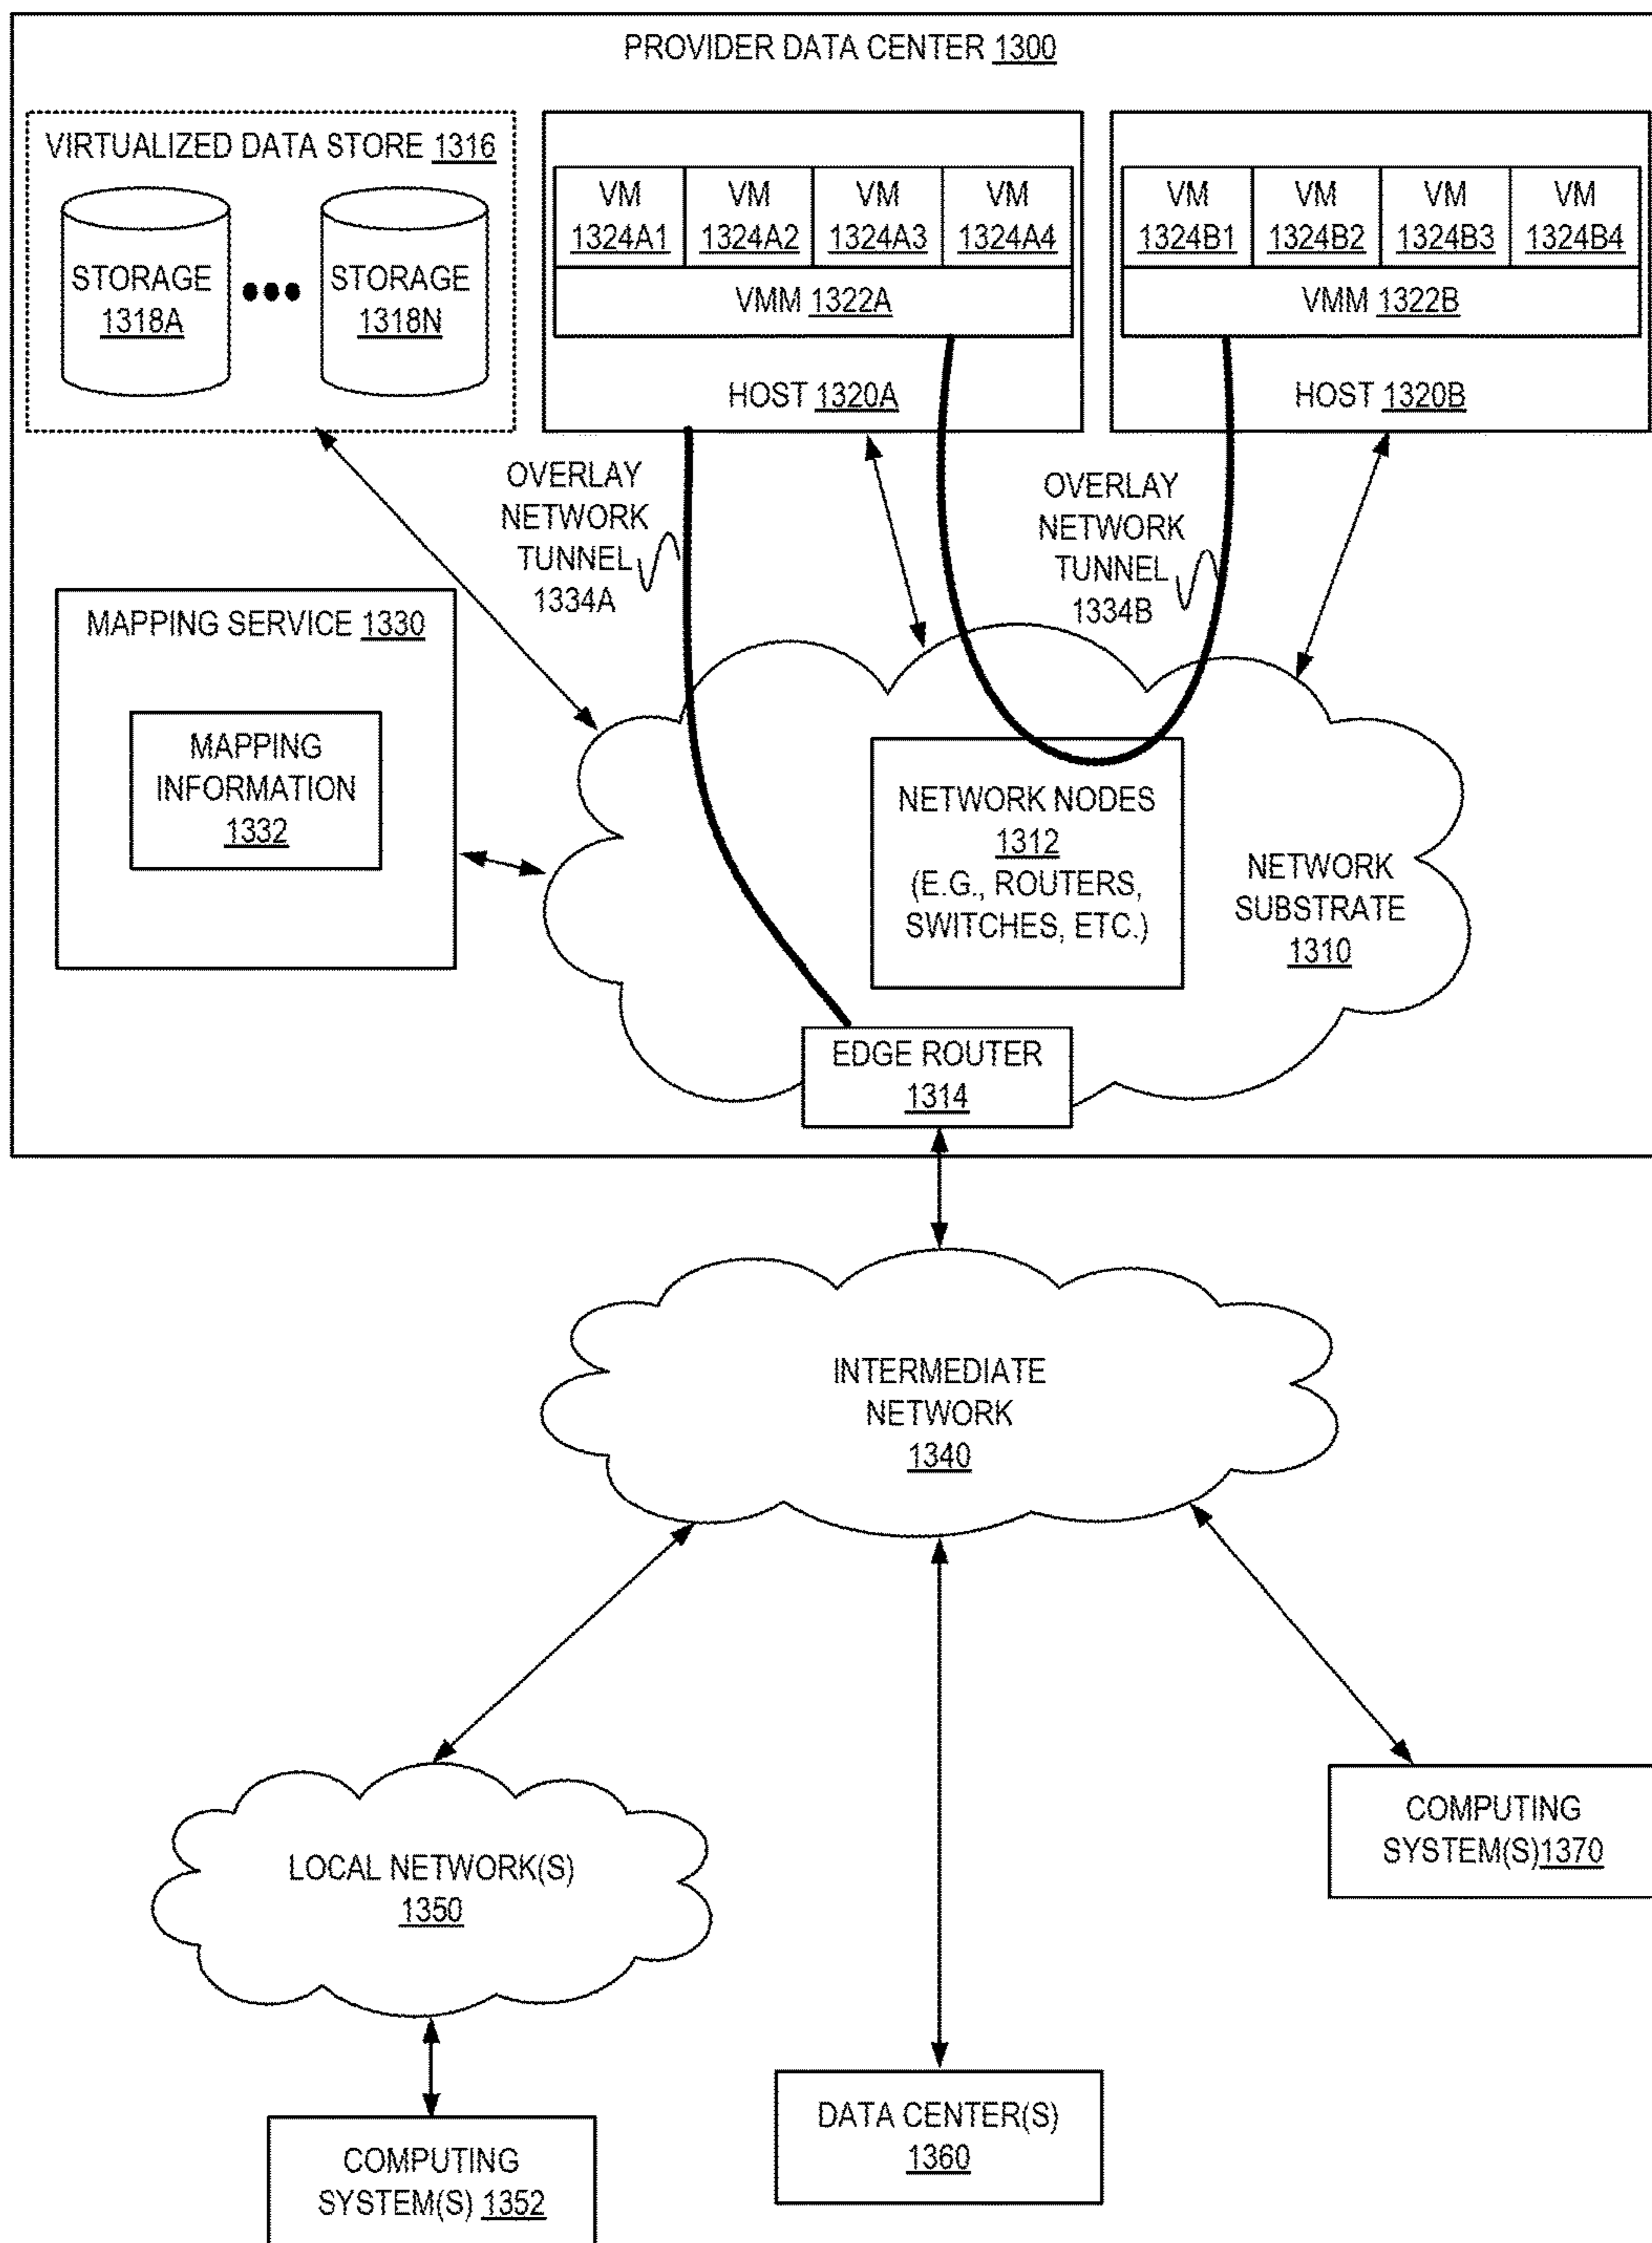 PROVIDER DATA CENTER 1300
VIRTUALIZED DATA STORE 1316
STORAGE
1318A
STORAGE
1318N
VM
1324A1
VM
1324A2
VM
1324A3
VM
1324A4
VMM 1322A
HOST 1320A
VM
1324B1
VM
1324B2
VM
1324B3
VM
1324B4
VMM 1322B
HOST 1320B
OVERLAY
NETWORK
TUNNEL
1334A
OVERLAY
NETWORK
TUNNEL
1334B
MAPPING SERVICE 1330
MAPPING
INFORMATION
1332
NETWORK NODES
1312
(E.G., ROUTERS,
SWITCHES, ETC.)
NETWORK
SUBSTRATE
1310
EDGE ROUTER
1314
INTERMEDIATE
NETWORK
1340
COMPUTING
SYSTEM(S)1370
LOCAL NETWORK(S)
1350
DATA CENTER(S)
1360
COMPUTING
SYSTEM(S) 1352